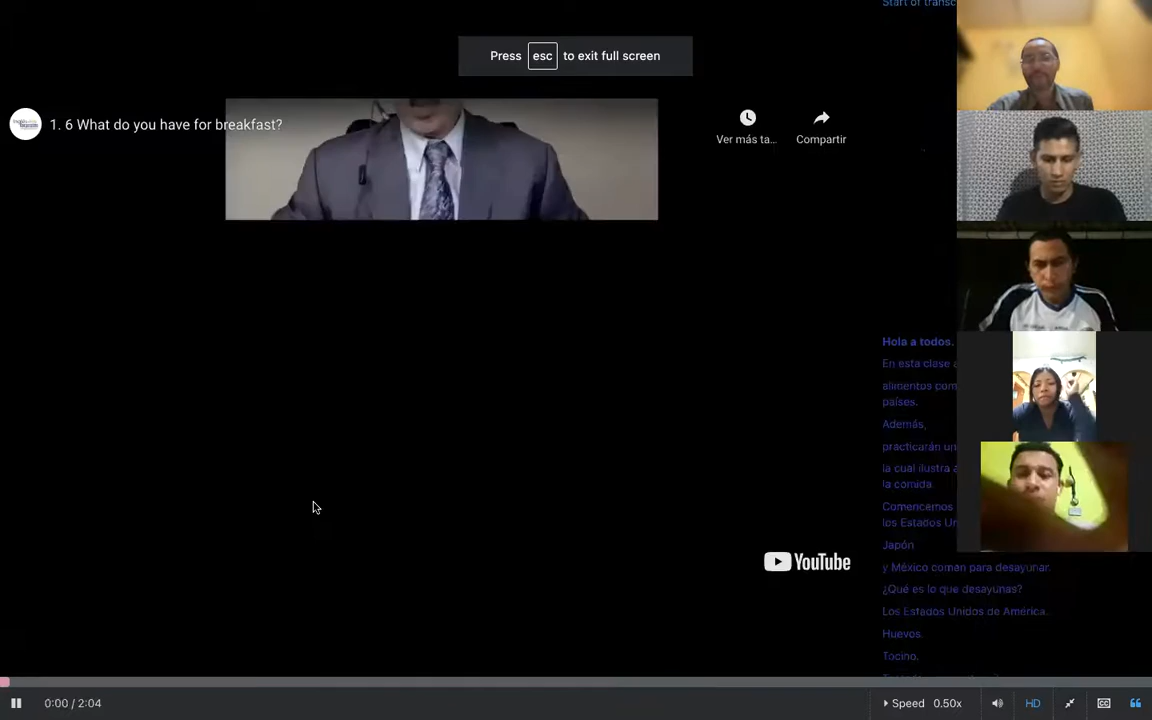 Start of transc
Press esc to exit full screen
1. 6 What do you have for breakfast?
Ver más ta...
Compartir
Hola a todos.
En esta clase a
alimentos com
países.
Además,
practicarán un
la cual ilustra a
la comida
Comencamos
los Estados Un
Japón
y México coman para desayunar.
¿Qué es lo que desayunas?
Los Estados Unidos de América.
Huevos.
Tocino.
YouTube
0:00 / 2:04
Speed 0.50x
HD